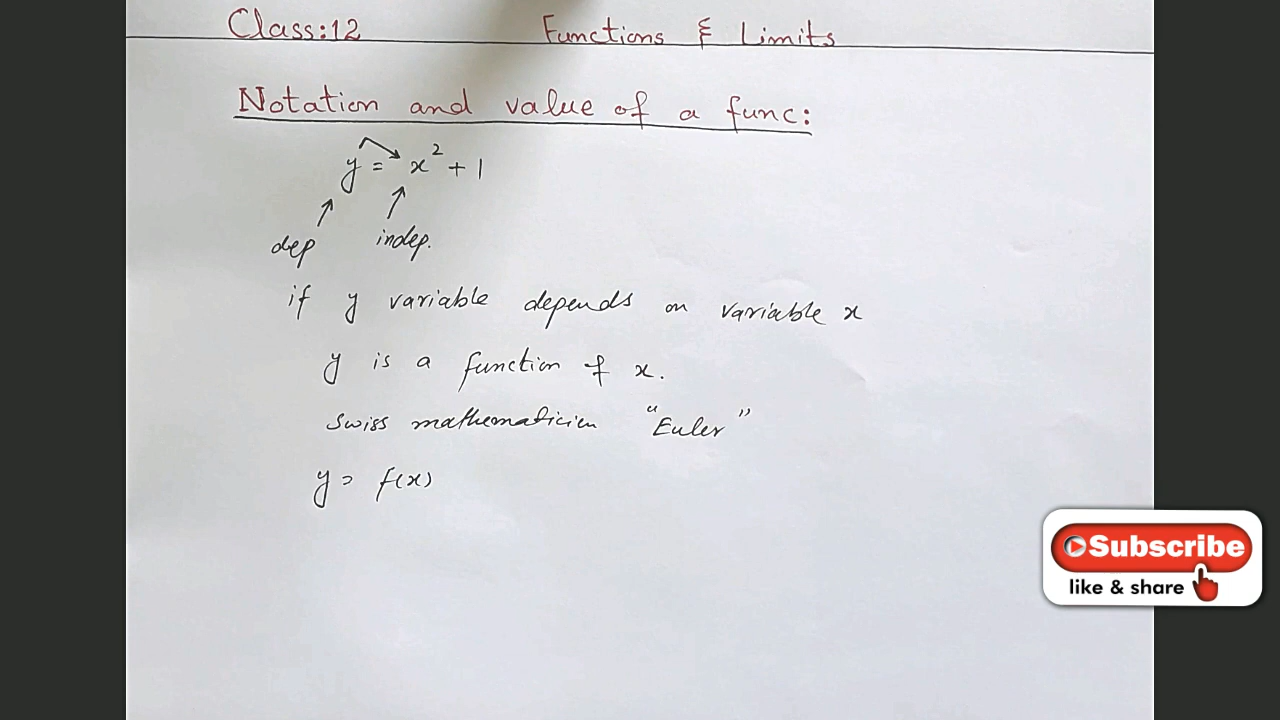 Class:12 Functions & Limits
Notation and value of a func:
y = x² + 1
dep indep.
if y variable depends on variable x
y is a function of x.
Swiss mathematicien "Euler"
y = f(x)
Subscribe
like & share